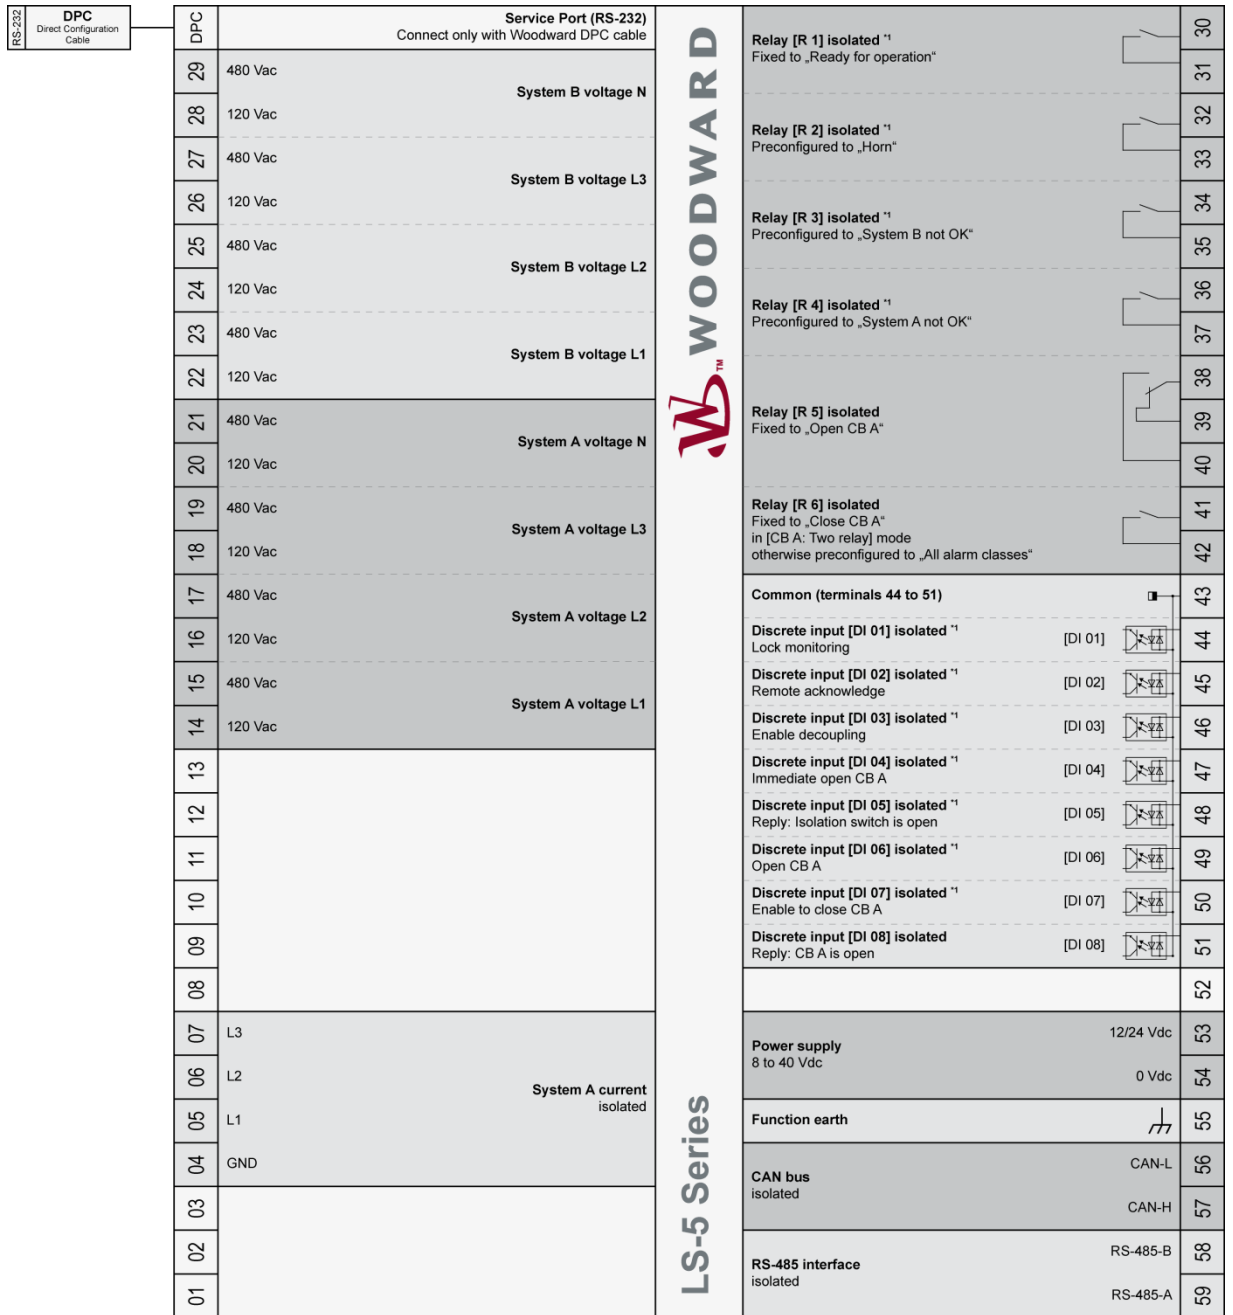 RS-232
DPC
Direct Configuration
Cable
DPC
Service Port (RS-232)
Connect only with Woodward DPC cable
29
480 Vac
System B voltage N
28
120 Vac
27
480 Vac
System B voltage L3
26
120 Vac
25
480 Vac
System B voltage L2
24
120 Vac
23
480 Vac
System B voltage L1
22
120 Vac
21
480 Vac
System A voltage N
20
120 Vac
19
480 Vac
System A voltage L3
18
120 Vac
17
480 Vac
System A voltage L2
16
120 Vac
15
480 Vac
System A voltage L1
14
120 Vac
13
12
11
10
09
08
07
L3
06
L2
System A current
isolated
05
L1
04
GND
03
02
01
WOODWARD
TM
LS-5 Series
Relay [R 1] isolated *1
Fixed to „Ready for operation“
30
31
Relay [R 2] isolated *1
Preconfigured to „Horn“
32
33
Relay [R 3] isolated *1
Preconfigured to „System B not OK“
34
35
Relay [R 4] isolated *1
Preconfigured to „System A not OK“
36
37
Relay [R 5] isolated
Fixed to „Open CB A“
38
39
40
Relay [R 6] isolated
Fixed to „Close CB A“
in [CB A: Two relay] mode
otherwise preconfigured to „All alarm classes“
41
42
Common (terminals 44 to 51)
43
Discrete input [DI 01] isolated *1
Lock monitoring
[DI 01]
44
Discrete input [DI 02] isolated *1
Remote acknowledge
[DI 02]
45
Discrete input [DI 03] isolated *1
Enable decoupling
[DI 03]
46
Discrete input [DI 04] isolated *1
Immediate open CB A
[DI 04]
47
Discrete input [DI 05] isolated *1
Reply: Isolation switch is open
[DI 05]
48
Discrete input [DI 06] isolated *1
Open CB A
[DI 06]
49
Discrete input [DI 07] isolated *1
Enable to close CB A
[DI 07]
50
Discrete input [DI 08] isolated
Reply: CB A is open
[DI 08]
51
52
Power supply
8 to 40 Vdc
12/24 Vdc
53
0 Vdc
54
Function earth
55
CAN bus
isolated
CAN-L
56
CAN-H
57
RS-485 interface
isolated
RS-485-B
58
RS-485-A
59